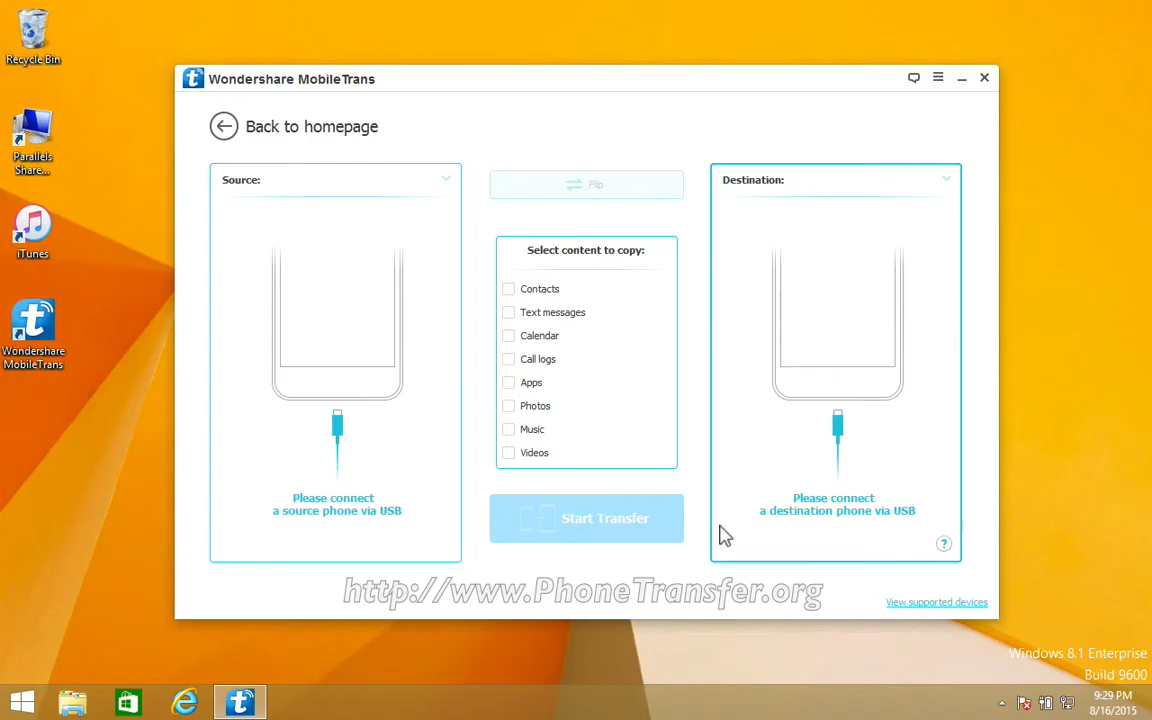 Recycle Bin
Parallels
Share...
iTunes
Wondershare
MobileTrans
Wondershare MobileTrans
Back to homepage
Source:
Please connect
a source phone via USB
Flip
Select content to copy:
Contacts
Text messages
Calendar
Call logs
Apps
Photos
Music
Videos
Start Transfer
Destination:
Please connect
a destination phone via USB
?
http://www.PhoneTransfer.org
View supported devices
Windows 8.1 Enterprise
Build 9600
9:29 PM
8/16/2015